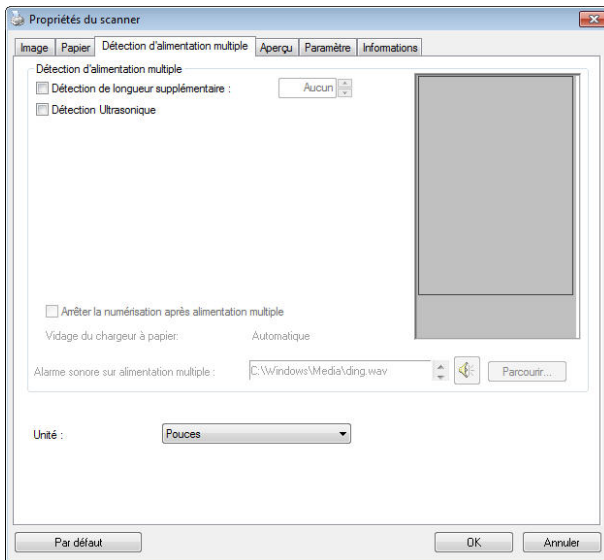 Propriétés du scanner
Image Papier Détection d'alimentation multiple Aperçu Paramètre Informations
Détection d'alimentation multiple
Détection de longueur supplémentaire : Aucun
Détection Ultrasonique
Arrêter la numérisation après alimentation multiple
Vidage du chargeur à papier: Automatique
Alarme sonore sur alimentation multiple : C:\Windows\Media\ding.wav Parcourir...
Unité : Pouces
Par défaut OK Annuler